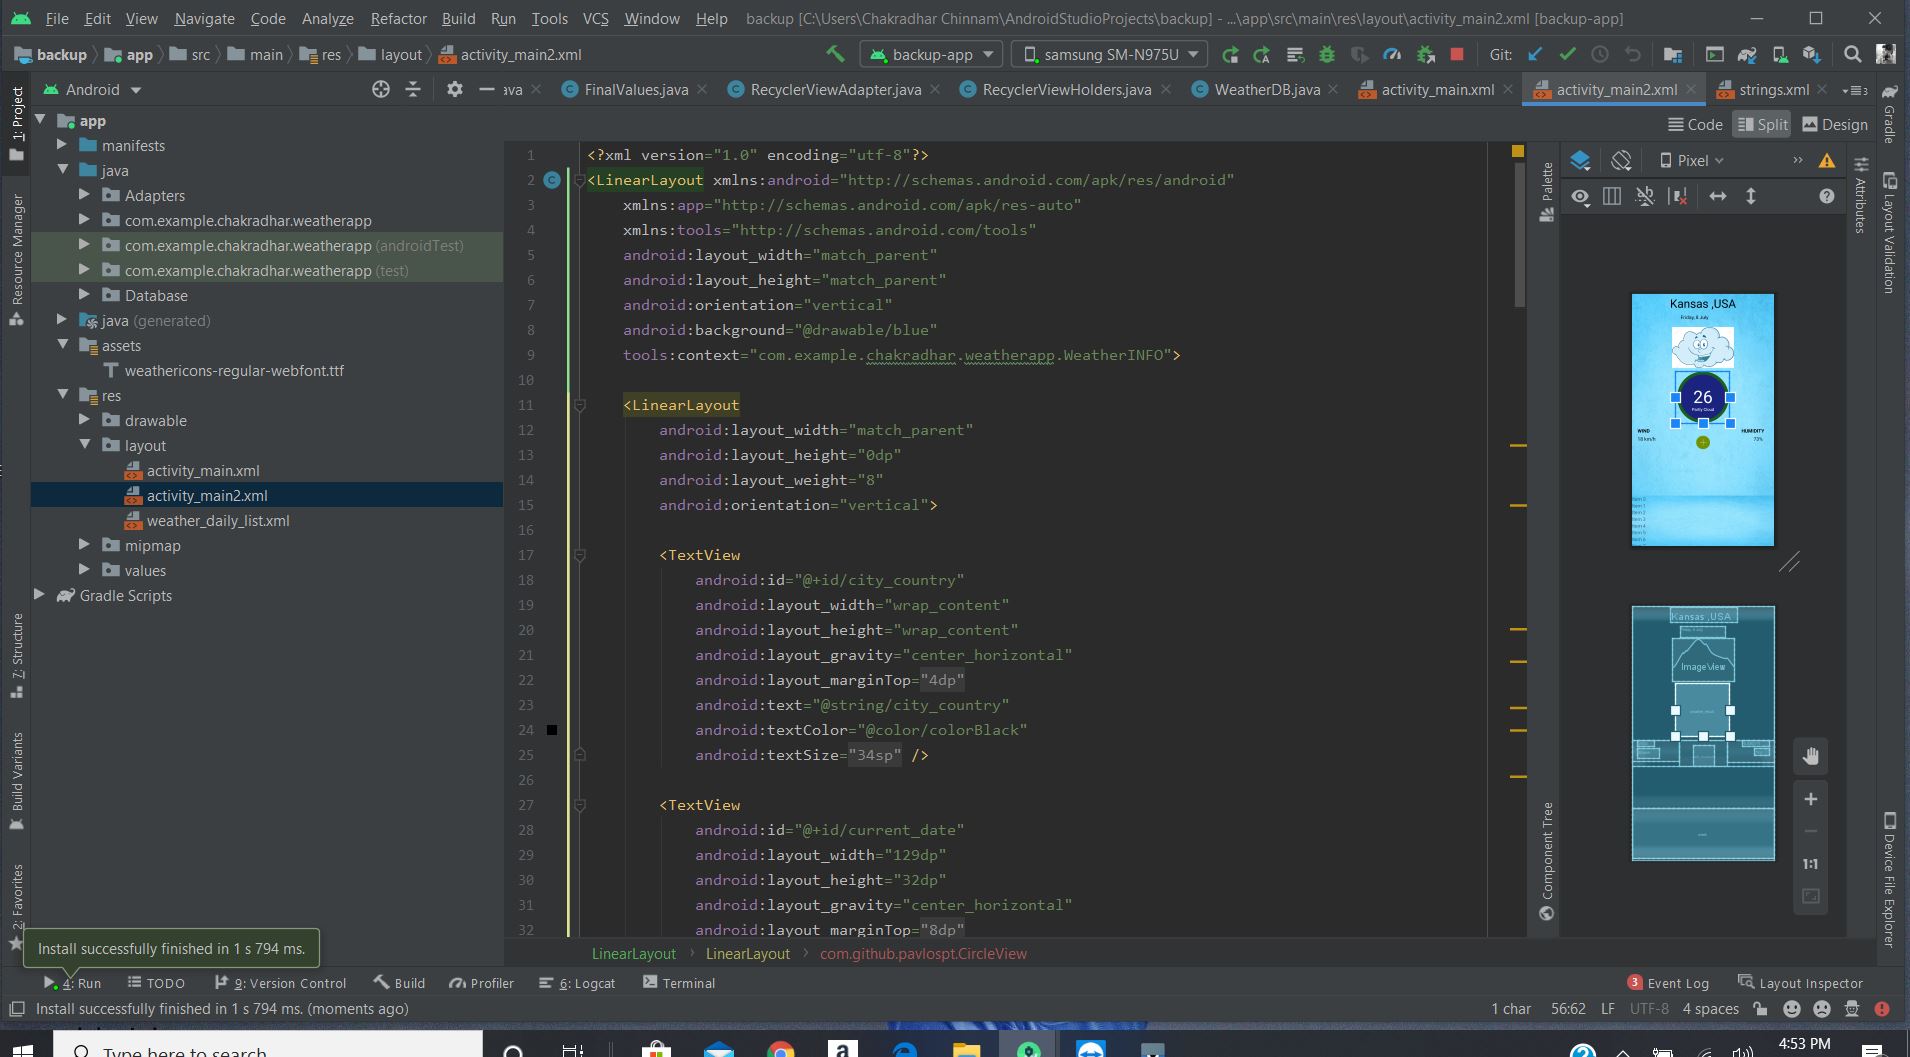 File Edit View Navigate Code Analyze Refactor Build Run Tools VCS Window Help backup [C:\Users\Chakradhar Chinnam\AndroidStudioProjects\backup] - ...\app\src\main\res\layout\activity_main2.xml [backup-app]
backup app src main res layout activity_main2.xml backup-app samsung SM-N975U Git:
Android ava FinalValues.java RecyclerViewAdapter.java RecyclerViewHolders.java WeatherDB.java activity_main.xml activity_main2.xml strings.xml 3
Code Split Design
1: Project
Resource Manager
7: Structure
Build Variants
2: Favorites
app
manifests
java
Adapters
com.example.chakradhar.weatherapp
com.example.chakradhar.weatherapp (androidTest)
com.example.chakradhar.weatherapp (test)
Database
java (generated)
assets
weathericons-regular-webfont.ttf
res
drawable
layout
activity_main.xml
activity_main2.xml
weather_daily_list.xml
mipmap
values
Gradle Scripts
1 <?xml version="1.0" encoding="utf-8"?>
2 C <LinearLayout xmlns:android="http://schemas.android.com/apk/res/android"
3 xmlns:app="http://schemas.android.com/apk/res-auto"
4 xmlns:tools="http://schemas.android.com/tools"
5 android:layout_width="match_parent"
6 android:layout_height="match_parent"
7 android:orientation="vertical"
8 android:background="@drawable/blue"
9 tools:context="com.example.chakradhar.weatherapp.WeatherINFO">
10
11 <LinearLayout
12 android:layout_width="match_parent"
13 android:layout_height="0dp"
14 android:layout_weight="8"
15 android:orientation="vertical">
16
17 <TextView
18 android:id="@+id/city_country"
19 android:layout_width="wrap_content"
20 android:layout_height="wrap_content"
21 android:layout_gravity="center_horizontal"
22 android:layout_marginTop="4dp"
23 android:text="@string/city_country"
24 android:textColor="@color/colorBlack"
25 android:textSize="34sp" />
26
27 <TextView
28 android:id="@+id/current_date"
29 android:layout_width="129dp"
30 android:layout_height="32dp"
31 android:layout_gravity="center_horizontal"
32 android:layout_marginTop="8dp"
LinearLayout LinearLayout com.github.pavlospt.CircleView
Palette
Component Tree
Pixel
Kansas ,USA
Friday, 8 July
26
Partly Cloud
WIND HUMIDITY
18 km/h 73%
Item 0
Item 1
Item 2
Item 3
Item 4
Item 5
Kansas ,USA
ImageView
1:1
Gradle
Attributes
Layout Validation
Device File Explorer
Install successfully finished in 1 s 794 ms.
4: Run TODO 9: Version Control Build Profiler 6: Logcat Terminal 3 Event Log Layout Inspector
Install successfully finished in 1 s 794 ms. (moments ago) 1 char 56:62 LF UTF-8 4 spaces
Type here to search
4:53 PM